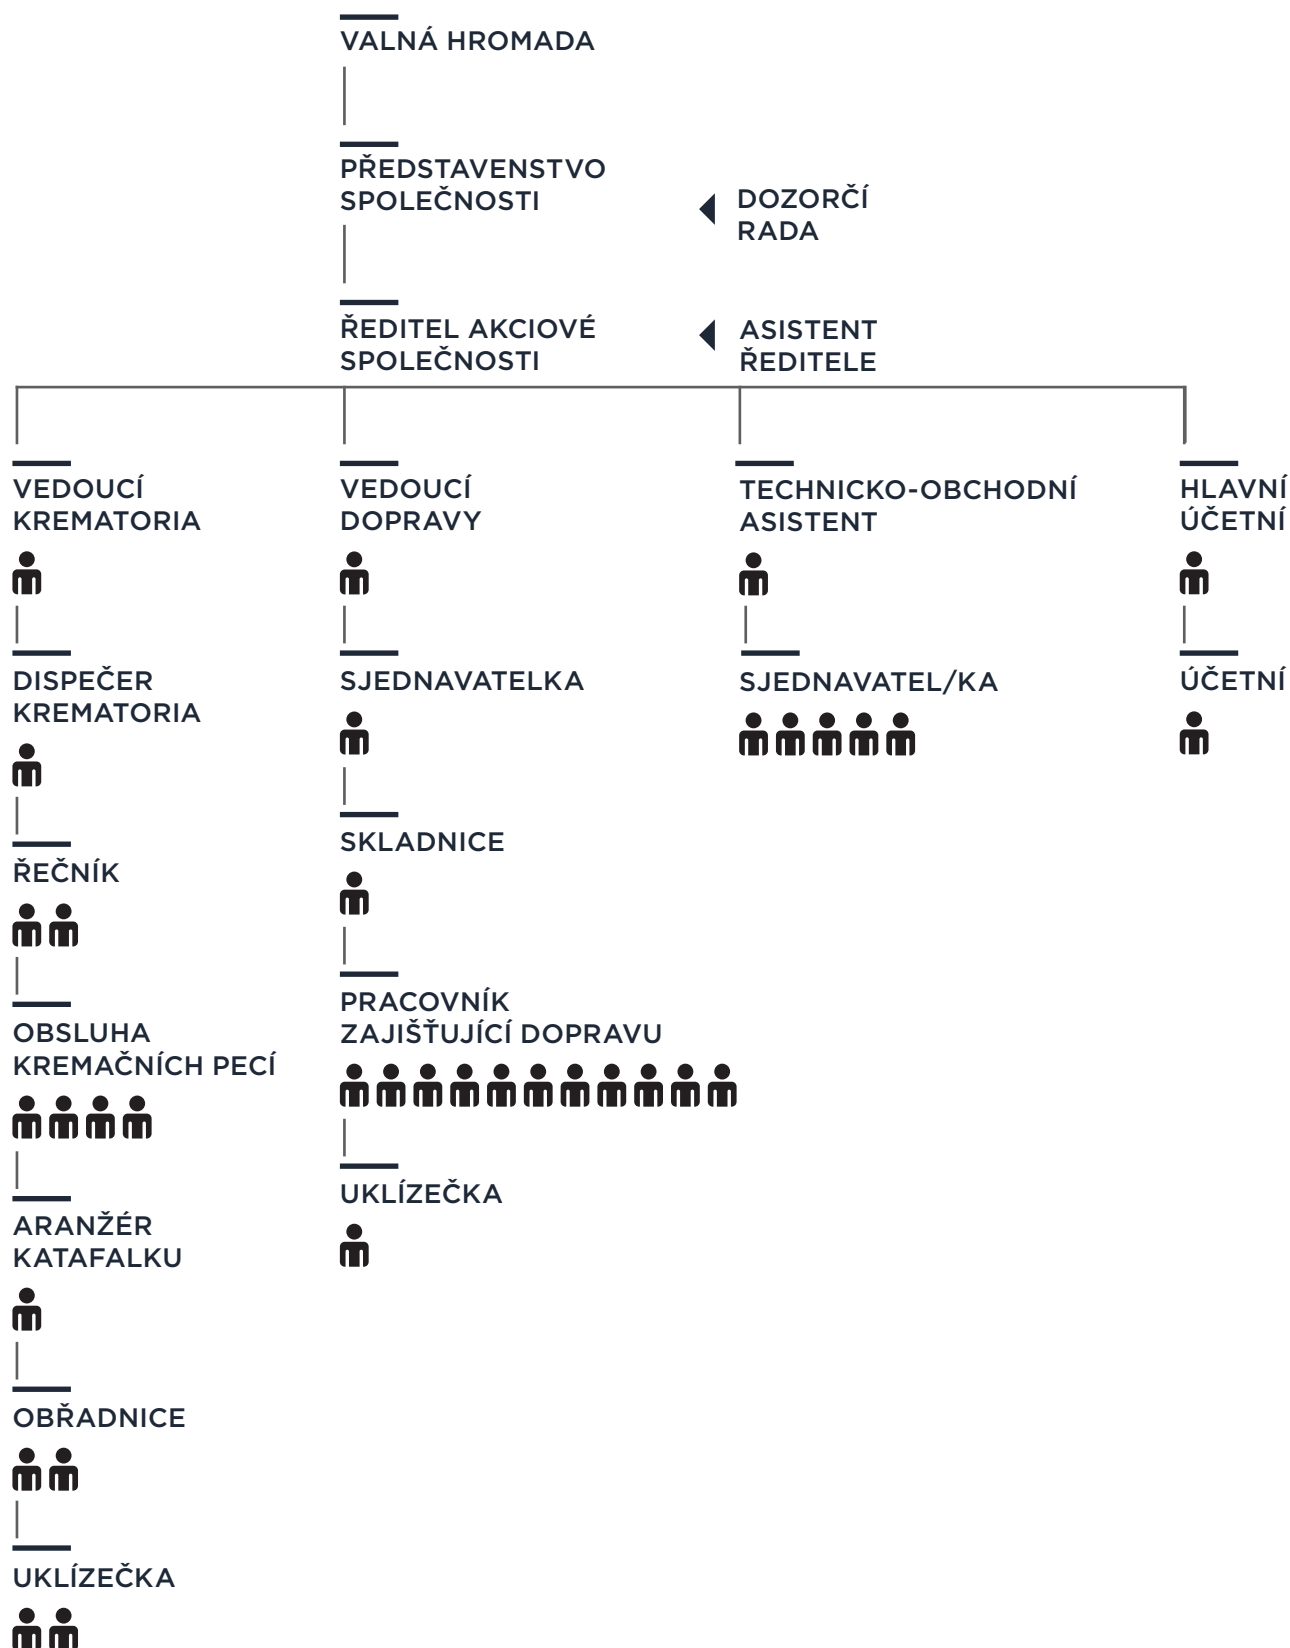 VALNÁ HROMADA
PŘEDSTAVENSTVO
SPOLEČNOSTI
DOZORČÍ
RADA
ŘEDITEL AKCIOVÉ
SPOLEČNOSTI
ASISTENT
ŘEDITELE
VEDOUCÍ
KREMATORIA
DISPEČER
KREMATORIA
ŘEČNÍK
OBSLUHA
KREMAČNÍCH PECÍ
ARANŽÉR
KATAFALKU
OBŘADNICE
UKLÍZEČKA
VEDOUCÍ
DOPRAVY
SJEDNAVATELKA
SKLADNICE
PRACOVNÍK
ZAJIŠŤUJÍCÍ DOPRAVU
UKLÍZEČKA
TECHNICKO-OBCHODNÍ
ASISTENT
SJEDNAVATEL/KA
HLAVNÍ
ÚČETNÍ
ÚČETNÍ